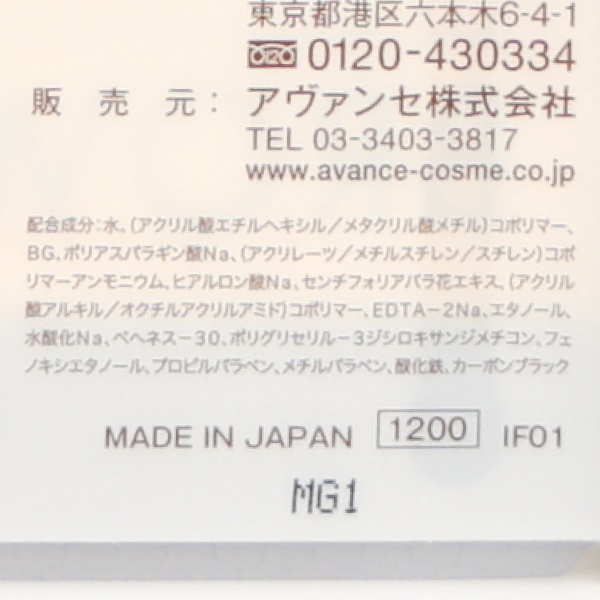 東京都港区六本木6-4-1
0120-430334
販売元：アヴァンセ株式会社
TEL 03-3403-3817
www.avance-cosme.co.jp
配合成分：水、（アクリル酸エチルヘキシル／メタクリル酸メチル）コポリマー、
BG、ポリアスパラギン酸Na、（アクリレーツ／メチルスチレン／スチレン）コポ
リマーアンモニウム、ヒアルロン酸Na、センチフォリアバラ花エキス、（アクリル
酸アルキル／オクチルアクリルアミド）コポリマー、EDTA-2Na、エタノール、
水酸化Na、ベヘネス-30、ポリグリセリル-3ジシロキサンジメチコン、フェ
ノキシエタノール、プロピルパラベン、メチルパラベン、酸化鉄、カーボンブラック
MADE IN JAPAN 1200 IF01
MG1